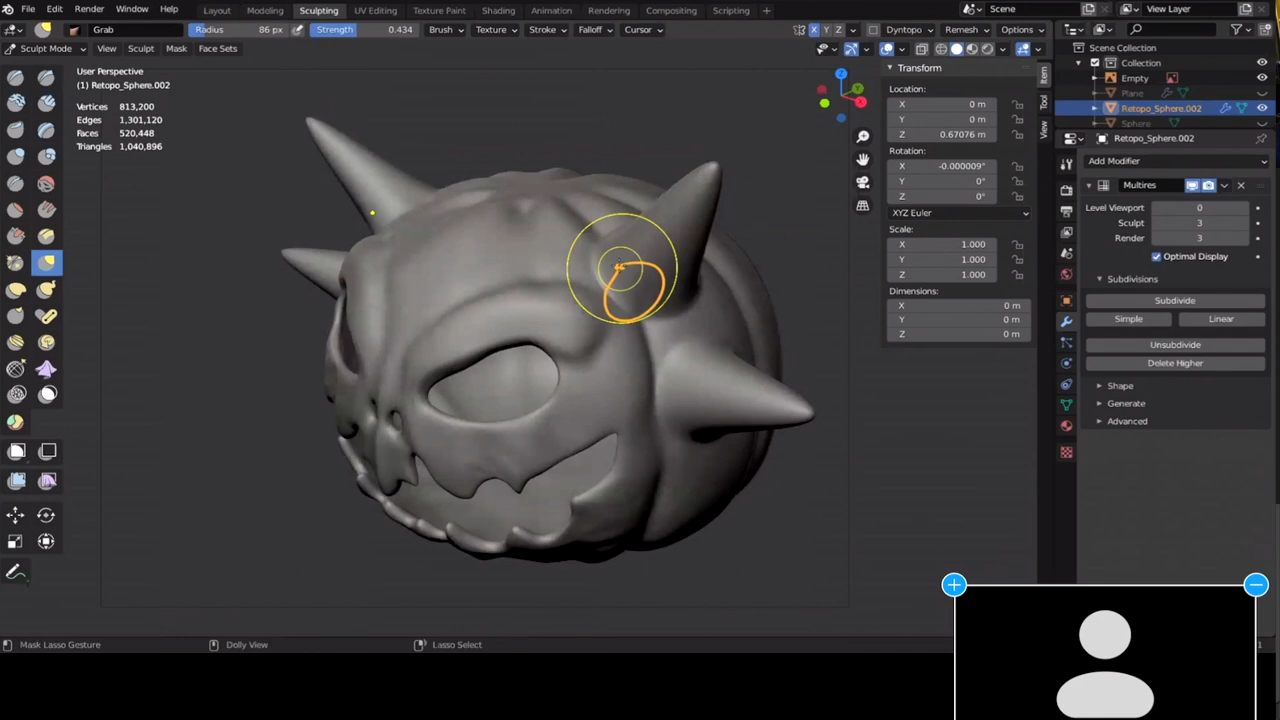 File Edit Render Window Help Layout Modeling Sculpting UV Editing Texture Paint Shading Animation Rendering Compositing Scripting + Scene View Layer
Grab Radius 86 px Strength 0.434 Brush Texture Stroke Falloff Cursor X Y Z Dyntopo Remesh Options
Sculpt Mode View Sculpt Mask Face Sets
Scene Collection
Collection
Empty
Plane
Retopo_Sphere.002
Sphere
User Perspective
(1) Retopo_Sphere.002
Vertices 813,200
Edges 1,301,120
Faces 520,448
Triangles 1,040,896
Z
Y
X
Transform
Location:
X 0 m
Y 0 m
Z 0.67076 m
Rotation:
X -0.000009°
Y 0°
Z 0°
XYZ Euler
Scale:
X 1.000
Y 1.000
Z 1.000
Dimensions:
X 0 m
Y 0 m
Z 0 m
Item
Tool
View
Retopo_Sphere.002
Add Modifier
Multires
Level Viewport 0
Sculpt 3
Render 3
Optimal Display
Subdivisions
Subdivide
Simple Linear
Unsubdivide
Delete Higher
Shape
Generate
Advanced
Mask Lasso Gesture Dolly View Lasso Select